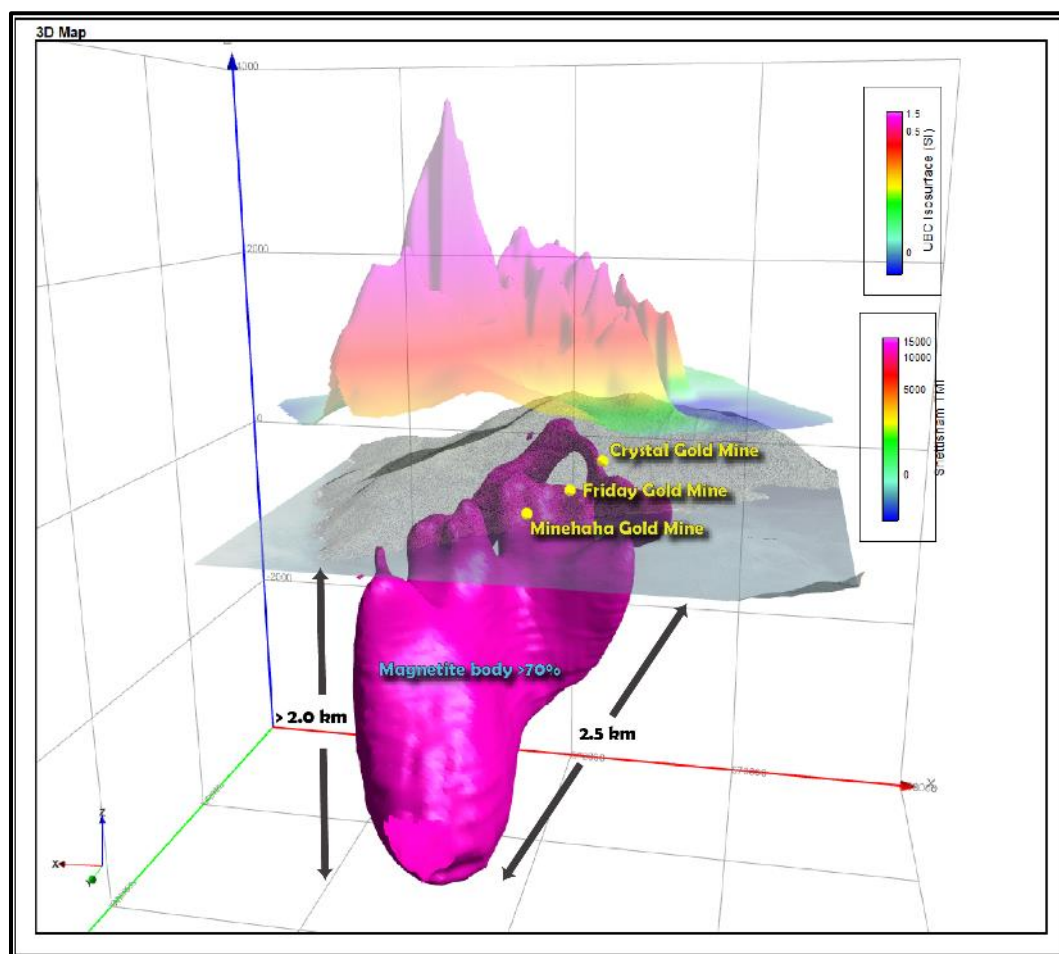 3D Map
4000
2000
0
-2000
1.5
0.5
0
UBC Isosurface (SI)
15000
10000
5000
0
TMI
Crystal Gold Mine
Friday Gold Mine
Minehaha Gold Mine
Magnetite body >70%
> 2.0 km
2.5 km
X
Z
X
Y